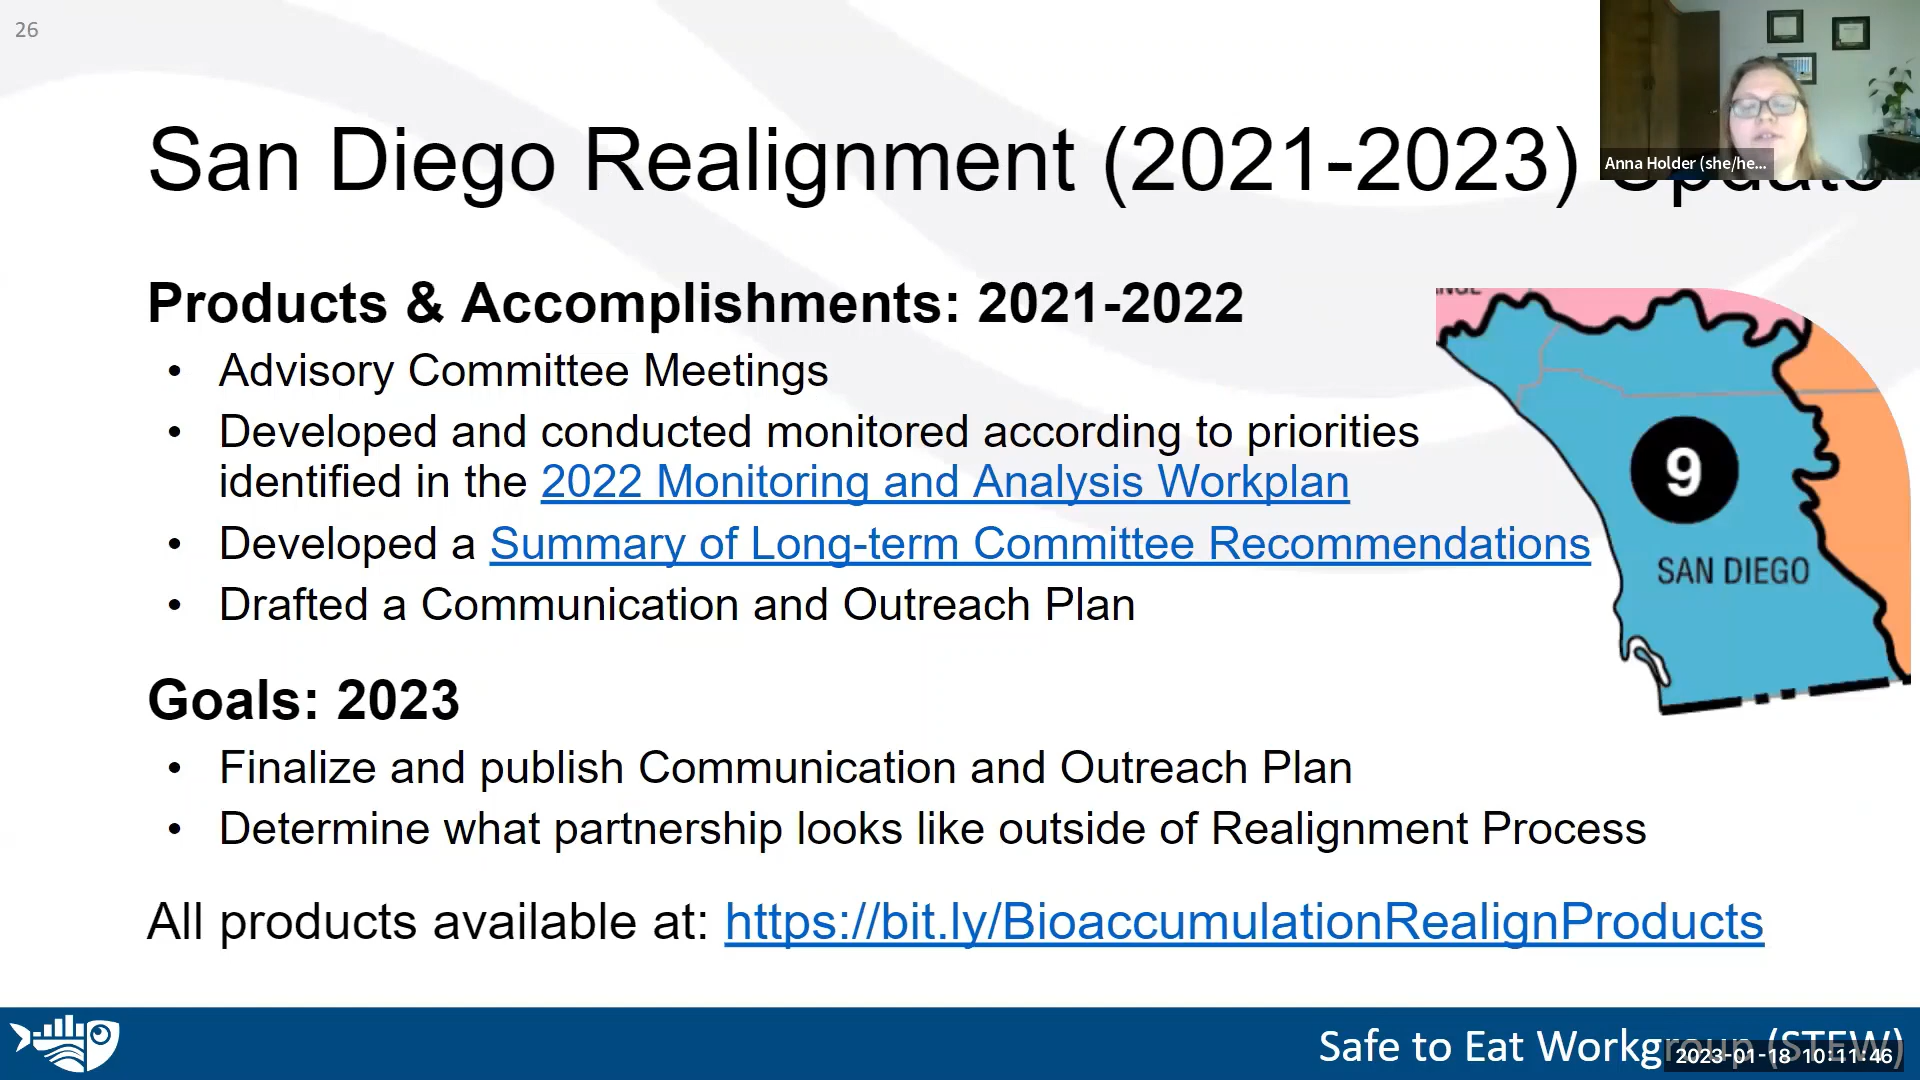 26
San Diego Realignment (2021-2023) Update
Anna Holder (she/he...
Products & Accomplishments: 2021-2022
• Advisory Committee Meetings
• Developed and conducted monitored according to priorities
identified in the 2022 Monitoring and Analysis Workplan
• Developed a Summary of Long-term Committee Recommendations
• Drafted a Communication and Outreach Plan
9
SAN DIEGO
Goals: 2023
• Finalize and publish Communication and Outreach Plan
• Determine what partnership looks like outside of Realignment Process
All products available at: https://bit.ly/BioaccumulationRealignProducts
Safe to Eat Workgroup (STEW)
2023-01-18 10:11:46